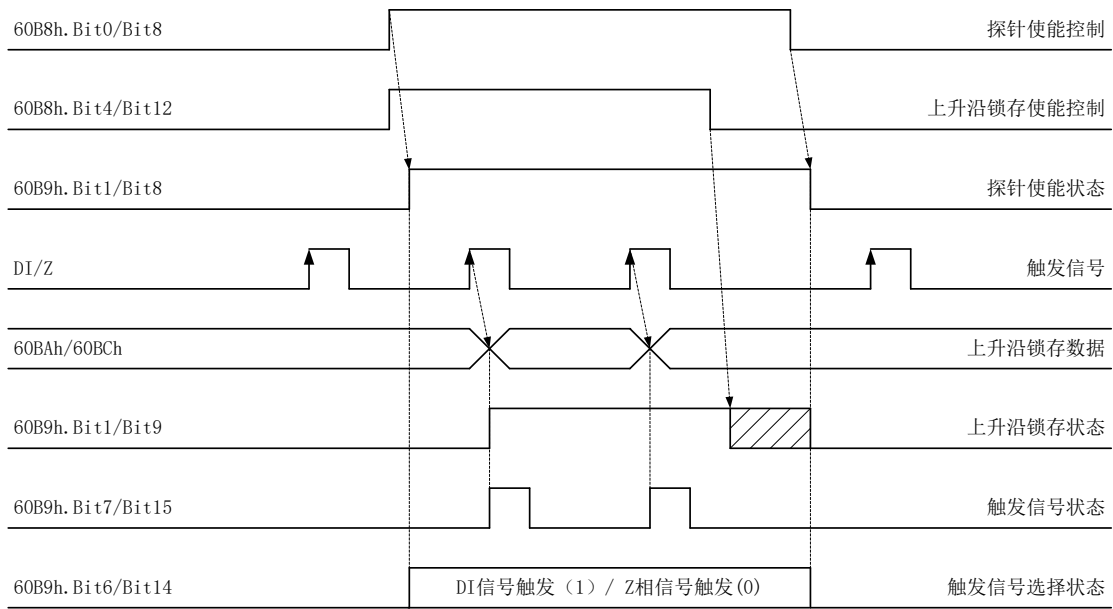 60B8h.Bit0/Bit8 探针使能控制
60B8h.Bit4/Bit12 上升沿锁存使能控制
60B9h.Bit1/Bit8 探针使能状态
DI/Z 触发信号
60BAh/60BCh 上升沿锁存数据
60B9h.Bit1/Bit9 上升沿锁存状态
60B9h.Bit7/Bit15 触发信号状态
60B9h.Bit6/Bit14 DI信号触发（1）/ Z相信号触发(0) 触发信号选择状态